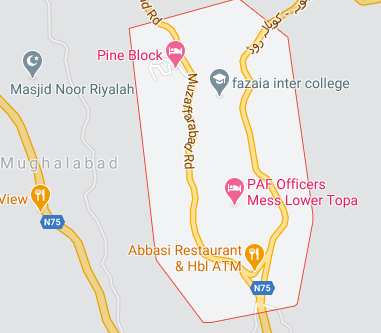 Pine Block
Masjid Noor Riyalah
fazaia inter college
Muzaffarabad Rd
Mughalabad
PAF Officers
Mess Lower Topa
View
N75
Abbasi Restaurant
& Hbl ATM
N75